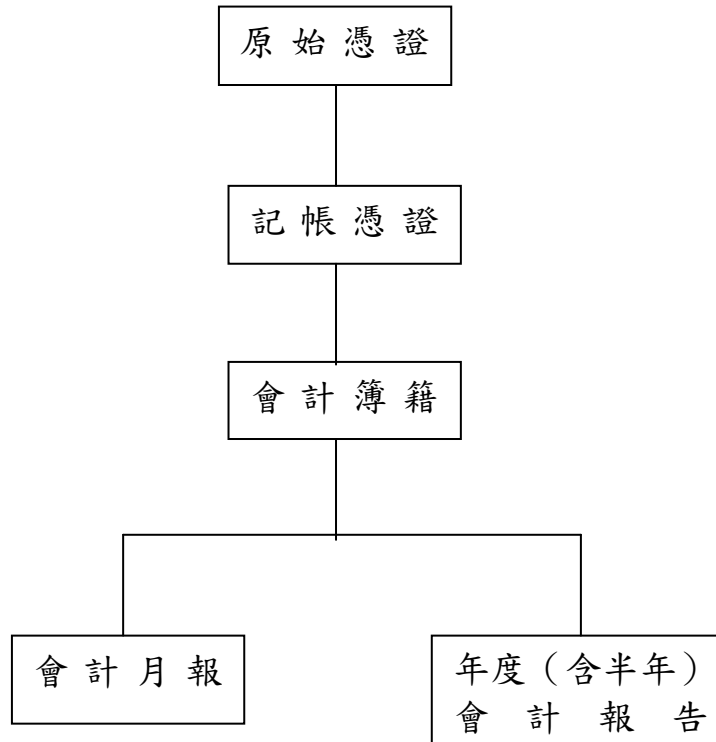 原始憑證
記帳憑證
會計簿籍
會計月報
年度（含半年）
會計報告